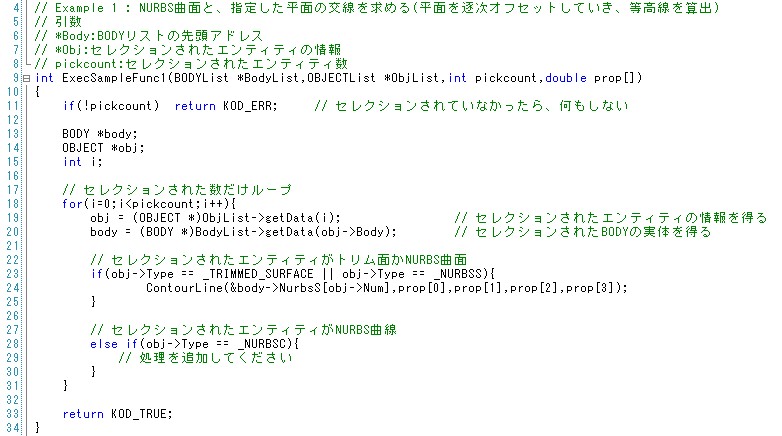 4 // Example 1 : NURBS曲面と、指定した平面の交線を求める(平面を逐次オフセットしていき、等高線を算出)
5 // 引数
6 // *Body:BODYリストの先頭アドレス
7 // *Obj:セレクションされたエンティティの情報
8 // pickcount:セレクションされたエンティティ数
9 int ExecSampleFunc1(BODYList *BodyList,OBJECTList *ObjList,int pickcount,double prop[])
10 {
11 if(!pickcount) return KOD_ERR; // セレクションされていなかったら、何もしない
12
13 BODY *body;
14 OBJECT *obj;
15 int i;
16
17 // セレクションされた数だけループ
18 for(i=0;i<pickcount;i++){
19 obj = (OBJECT *)ObjList->getData(i); // セレクションされたエンティティの情報を得る
20 body = (BODY *)BodyList->getData(obj->Body); // セレクションされたBODYの実体を得る
21
22 // セレクションされたエンティティがトリム面かNURBS曲面
23 if(obj->Type == _TRIMMED_SURFACE || obj->Type == _NURBSS){
24 ContourLine(&body->NurbsS[obj->Num],prop[0],prop[1],prop[2],prop[3]);
25 }
26
27 // セレクションされたエンティティがNURBS曲線
28 else if(obj->Type == _NURBSC){
29 // 処理を追加してください
30 }
31 }
32
33 return KOD_TRUE;
34 }